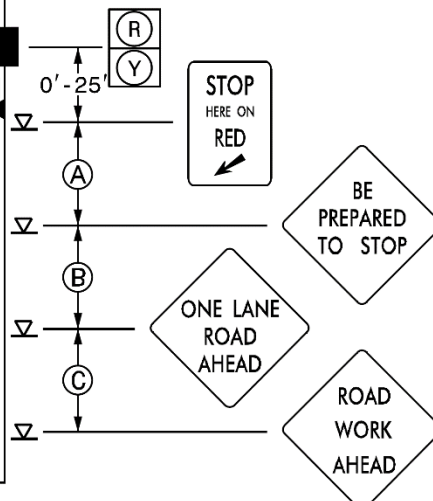 R
Y
0'-25'
STOP
HERE ON
RED
A
BE
PREPARED
TO STOP
B
ONE LANE
ROAD
AHEAD
C
ROAD
WORK
AHEAD